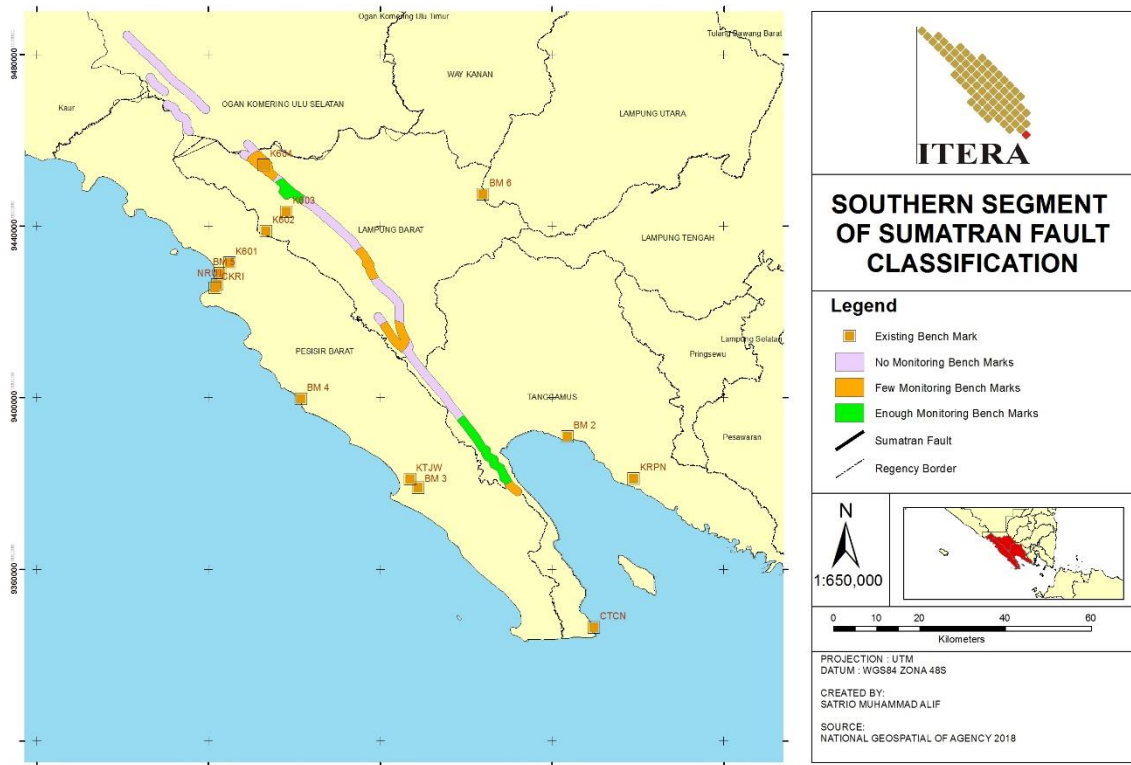 Ogan Komering Ulu Timur
Tulang Bawang Barat
WAY KANAN
Kaur
OGAN KOMERING ULU SELATAN
LAMPUNG UTARA
K604
BM 6
K603
K602
LAMPUNG BARAT
LAMPUNG TENGAH
K601
BM 5
CKRI
PESISIR BARAT
Lampung Selatan
Pringsewu
BM 4
TANGGAMUS
BM 2
Pesawaran
KTJW
BM 3
KRPN
CTCN
9480000
9440000
9400000
9360000
ITERA
SOUTHERN SEGMENT
OF SUMATRAN FAULT
CLASSIFICATION
Legend
Existing Bench Mark
No Monitoring Bench Marks
Few Monitoring Bench Marks
Enough Monitoring Bench Marks
Sumatran Fault
Regency Border
N
1:650,000
0 10 20 40 60
Kilometers
PROJECTION : UTM
DATUM : WGS84 ZONA 48S
CREATED BY:
SATRIO MUHAMMAD ALIF
SOURCE:
NATIONAL GEOSPATIAL OF AGENCY 2018